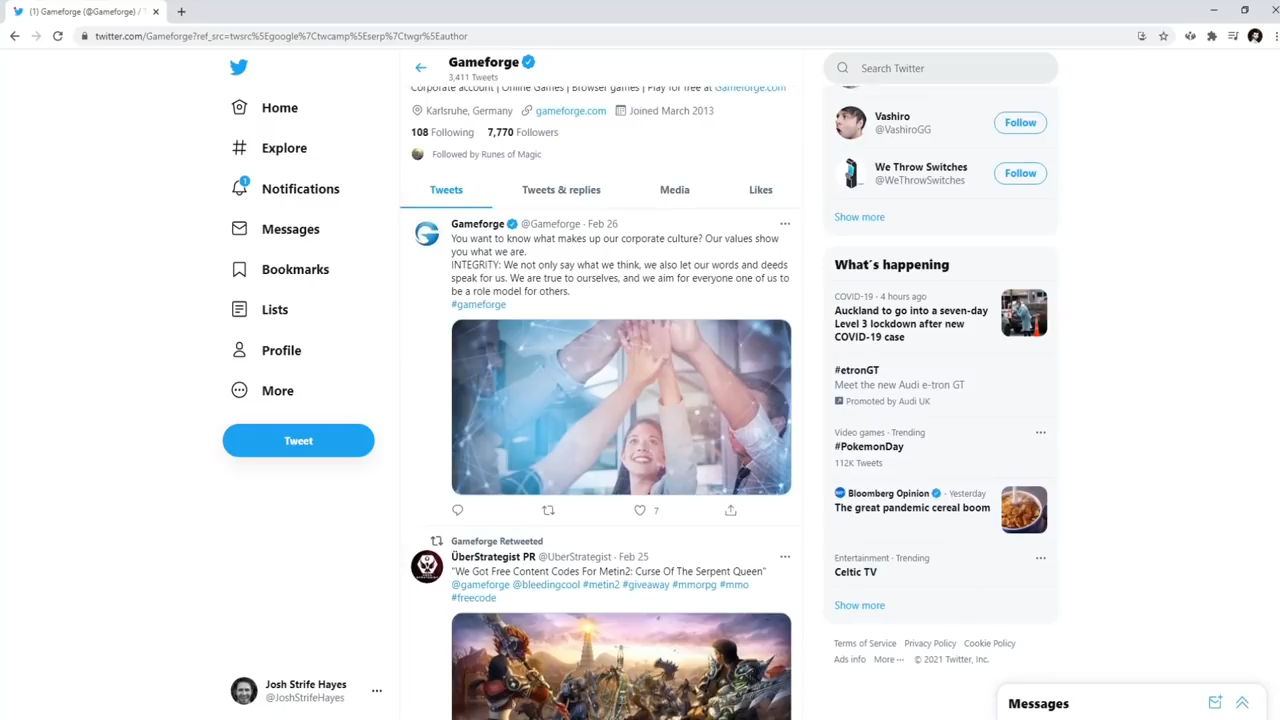 (1) Gameforge (@Gameforge) /
twitter.com/Gameforge?ref_src=twsrc%5Egoogle%7Ctwcamp%5Eserp%7Ctwgr%5Eauthor
Home
Explore
1
Notifications
Messages
Bookmarks
Lists
Profile
More
Tweet
Josh Strife Hayes
@JoshStrifeHayes
Gameforge
3,411 Tweets
Corporate account | Online Games | Browser games | Play for free at Gameforge.com
Karlsruhe, Germany gameforge.com Joined March 2013
108 Following 7,770 Followers
Followed by Runes of Magic
Tweets Tweets & replies Media Likes
Gameforge @Gameforge · Feb 26
You want to know what makes up our corporate culture? Our values show
you what we are.
INTEGRITY: We not only say what we think, we also let our words and deeds
speak for us. We are true to ourselves, and we aim for everyone one of us to
be a role model for others.
#gameforge
7
Gameforge Retweeted
ÜberStrategist PR @UberStrategist · Feb 25
"We Got Free Content Codes For Metin2: Curse Of The Serpent Queen"
@gameforge @bleedingcool #metin2 #giveaway #mmorpg #mmo
#freecode
Search Twitter
Vashiro
@VashiroGG
Follow
We Throw Switches
@WeThrowSwitches
Follow
Show more
What's happening
COVID-19 · 4 hours ago
Auckland to go into a seven-day
Level 3 lockdown after new
COVID-19 case
#etronGT
Meet the new Audi e-tron GT
Promoted by Audi UK
Video games · Trending
#PokemonDay
112K Tweets
Bloomberg Opinion · Yesterday
The great pandemic cereal boom
Entertainment · Trending
Celtic TV
Show more
Terms of Service Privacy Policy Cookie Policy
Ads info More ··· © 2021 Twitter, Inc.
Messages